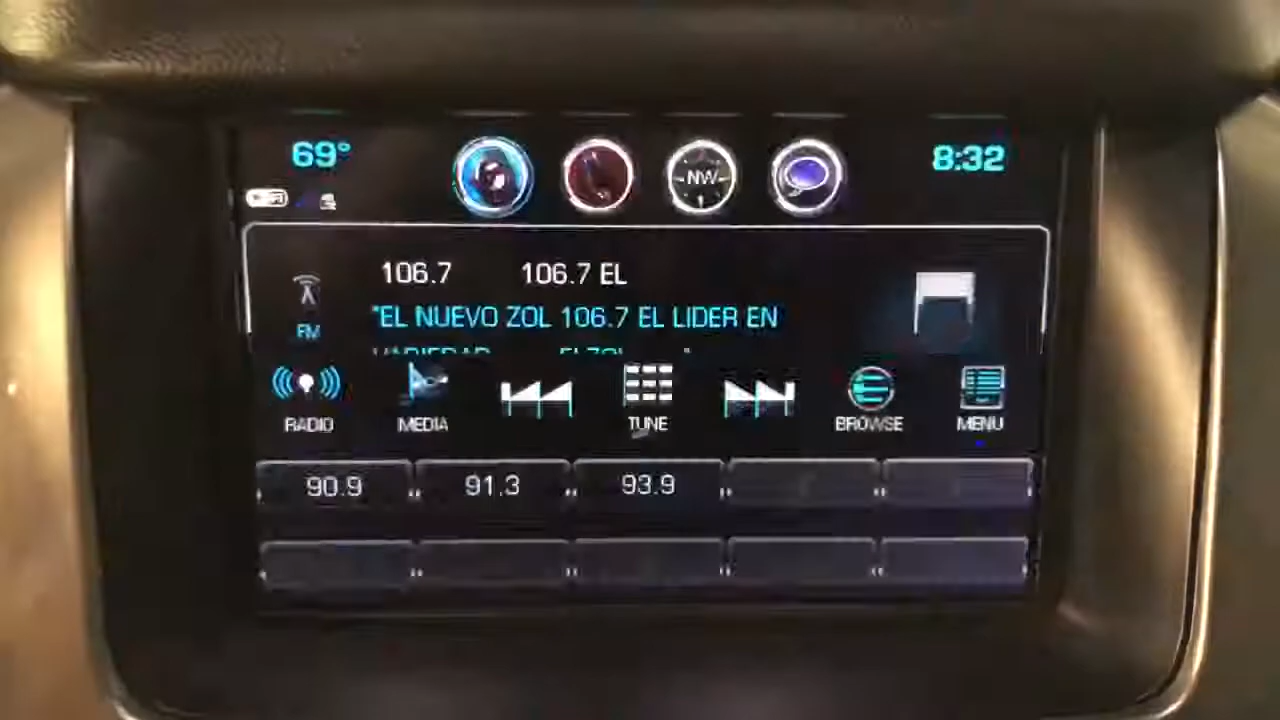 69° 8:32
NW
106.7 106.7 EL
"EL NUEVO ZOL 106.7 EL LIDER EN
FM
RADIO MEDIA TUNE BROWSE MENU
90.9 91.3 93.9